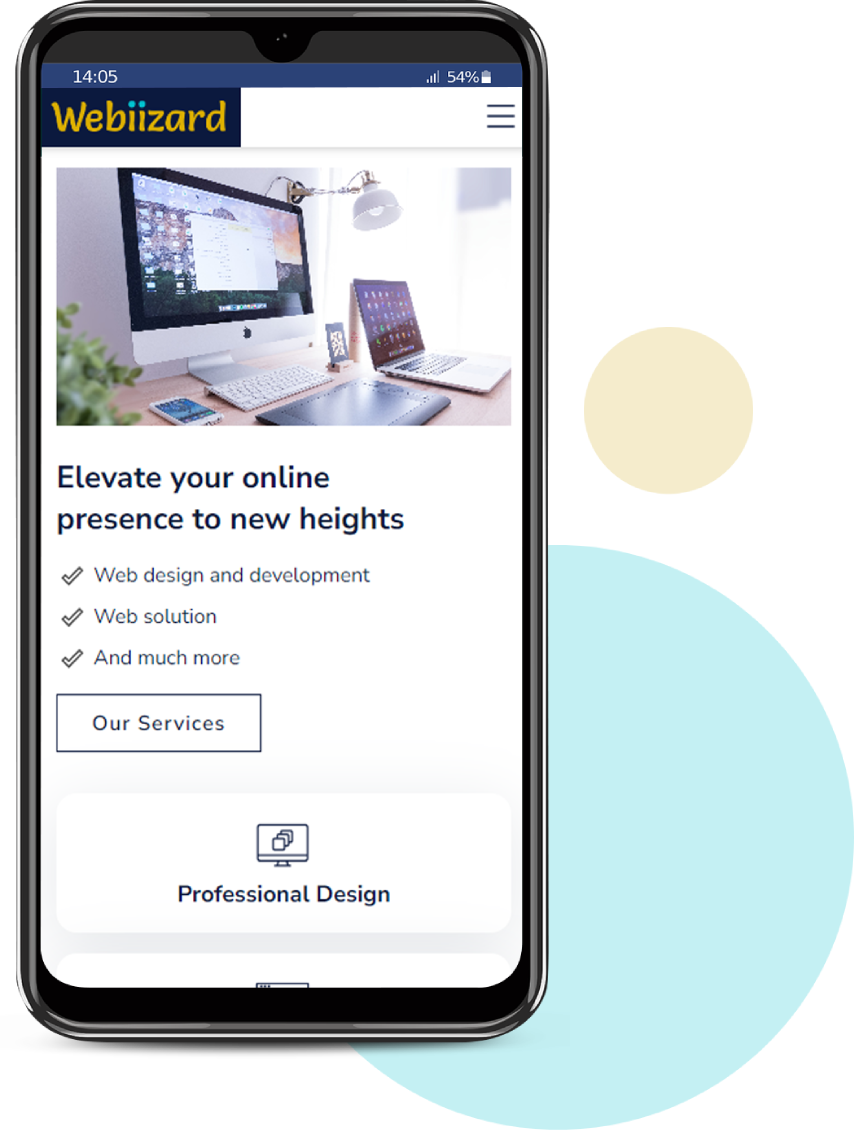 14:05
54%
Webiizard
Elevate your online
presence to new heights
Web design and development
Web solution
And much more
Our Services
Professional Design